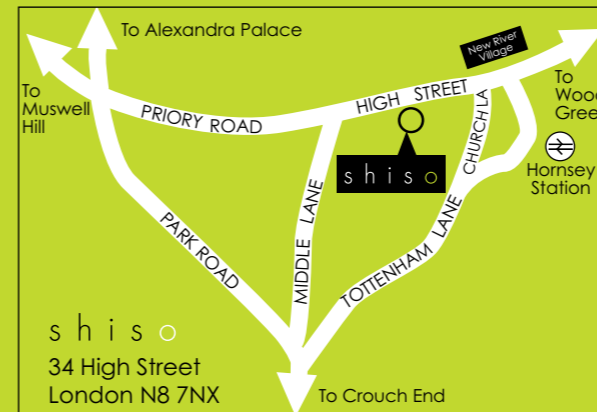 To Alexandra Palace
New River
Village
To
Muswell
Hill
PRIORY ROAD
HIGH STREET
To
Wood
Green
shiso
CHURCH LA
Hornsey
Station
PARK ROAD
MIDDLE LANE
TOTTENHAM LANE
shiso
34 High Street
London N8 7NX
To Crouch End